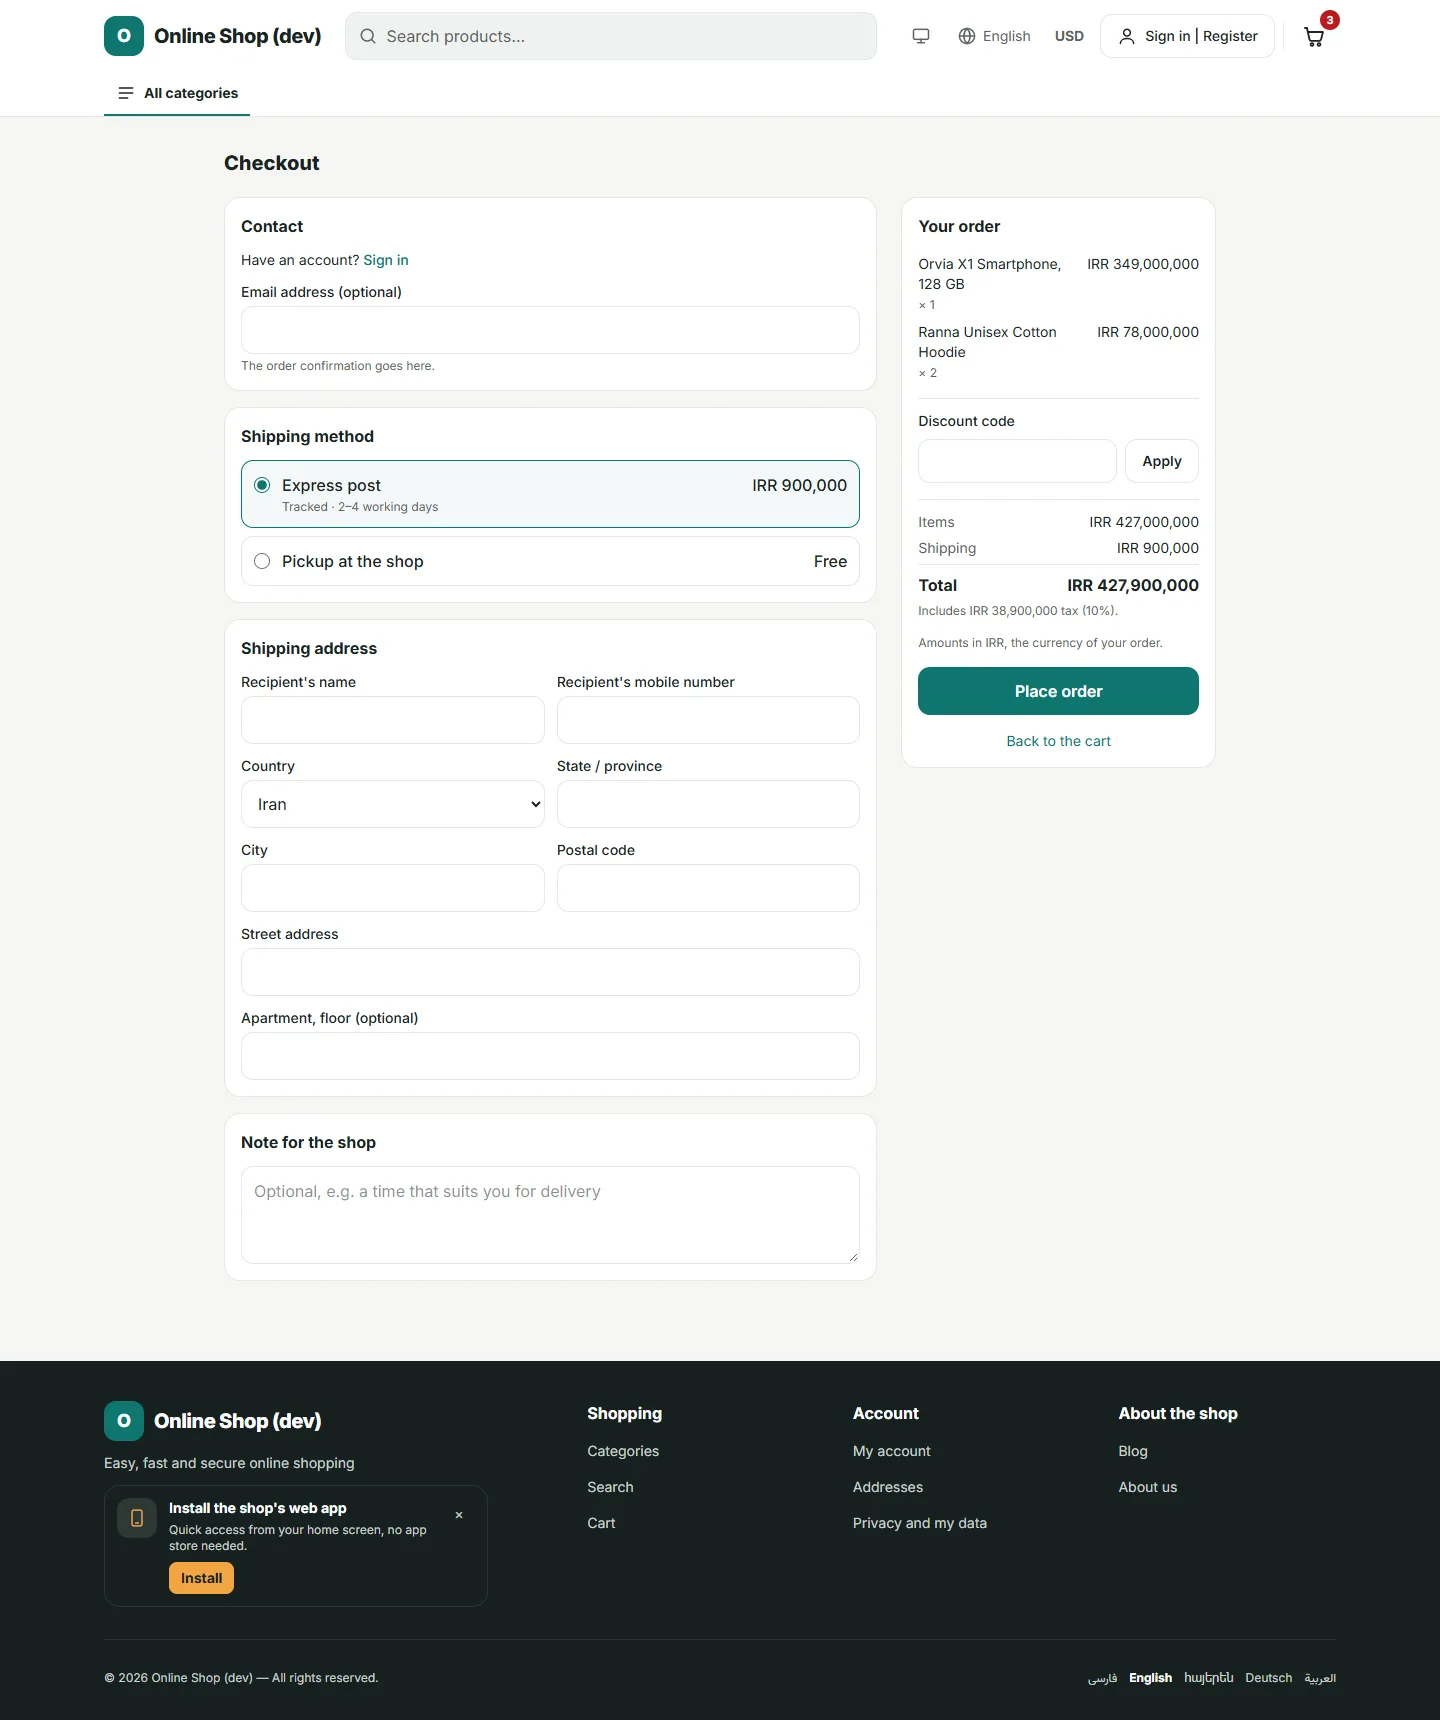 O Online Shop (dev)
Search products...
English
USD
Sign in | Register
3
All categories
Checkout
Contact
Have an account? Sign in
Email address (optional)
The order confirmation goes here.
Shipping method
Express post IRR 900,000
Tracked · 2–4 working days
Pickup at the shop Free
Shipping address
Recipient's name
Recipient's mobile number
Country
State / province
Iran
City
Postal code
Street address
Apartment, floor (optional)
Note for the shop
Optional, e.g. a time that suits you for delivery
Your order
Orvia X1 Smartphone, IRR 349,000,000
128 GB
× 1
Ranna Unisex Cotton IRR 78,000,000
Hoodie
× 2
Discount code
Apply
Items IRR 427,000,000
Shipping IRR 900,000
Total IRR 427,900,000
Includes IRR 38,900,000 tax (10%).
Amounts in IRR, the currency of your order.
Place order
Back to the cart
O Online Shop (dev)
Easy, fast and secure online shopping
Install the shop's web app
×
Quick access from your home screen, no app
store needed.
Install
Shopping
Categories
Search
Cart
Account
My account
Addresses
Privacy and my data
About the shop
Blog
About us
© 2026 Online Shop (dev) — All rights reserved.
فارسی English հայերեն Deutsch العربية